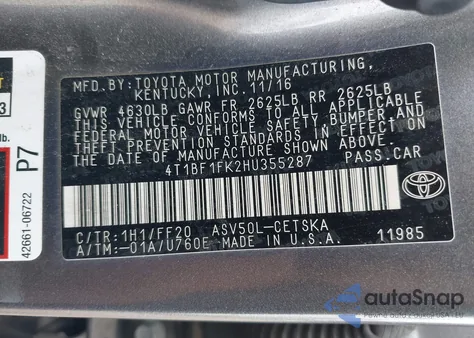 MFD.BY:TOYOTA MOTOR MANUFACTURING,
KENTUCKY, INC. 11/16
GVWR 4630LB GAWR FR 2625LB RR 2625LB
THIS VEHICLE CONFORMS TO ALL APPLICABLE
FEDERAL MOTOR VEHICLE SAFETY, BUMPER AND
THEFT PREVENTION STANDARDS IN EFFECT ON
THE DATE OF MANUFACTURE SHOWN ABOVE.
4T1BF1FK2HU355287 PASS.CAR
TOYOTA
C/TR:1H1/FF20 ASV50L-CETSKA
A/TM:-01A/U760E MADE IN U.S.A. 11985
3
lb.
P7
42661-06722
autoSnap